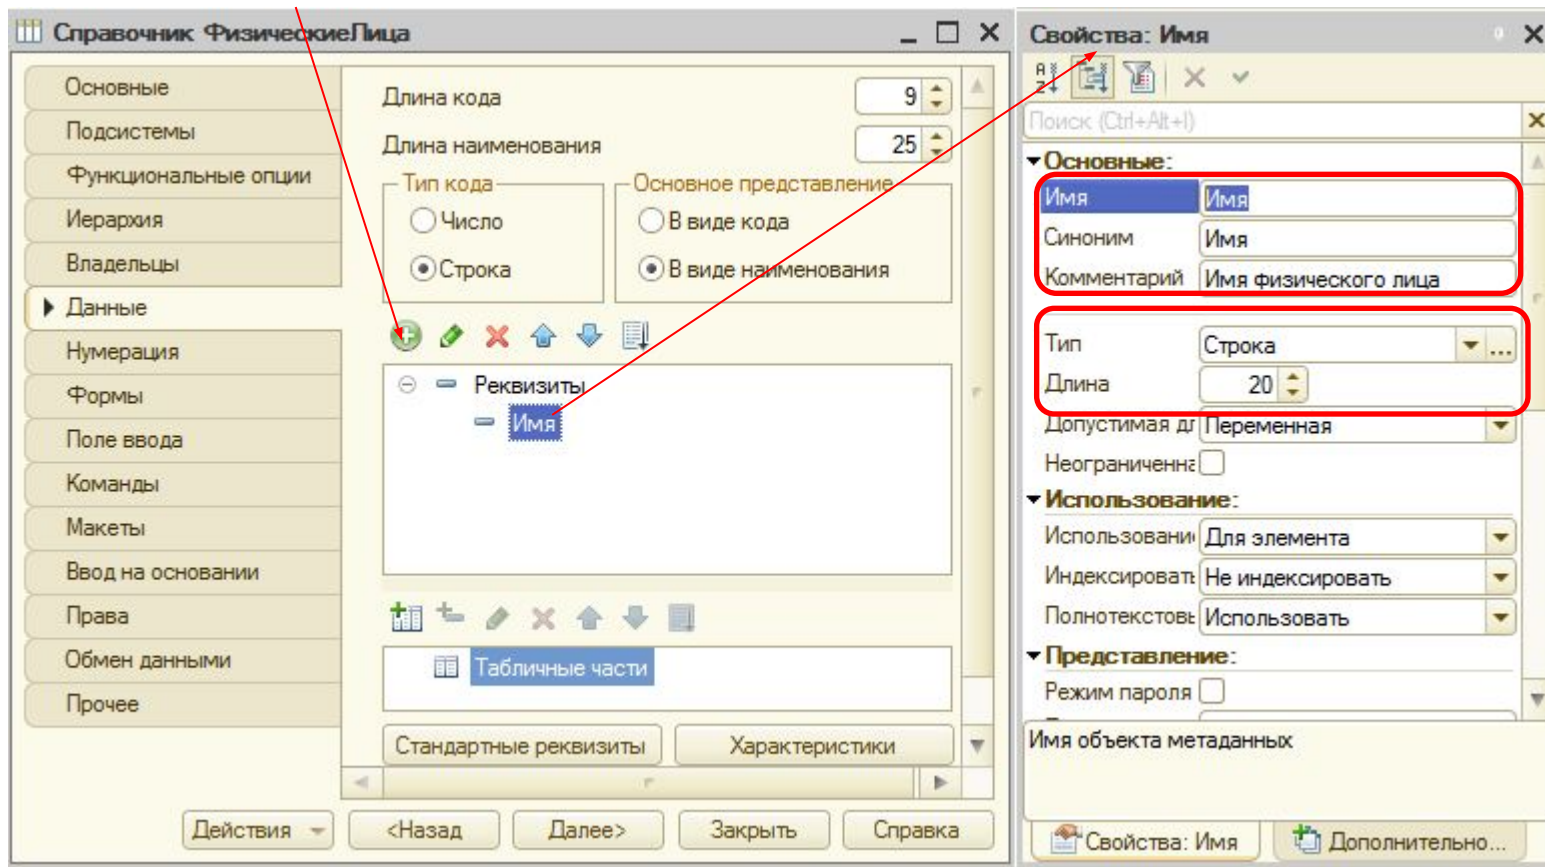 Справочник ФизическиеЛица
Основные
Подсистемы
Функциональные опции
Иерархия
Владельцы
Данные
Нумерация
Формы
Поле ввода
Команды
Макеты
Ввод на основании
Права
Обмен данными
Прочее
Длина кода 9
Длина наименования 25
Тип кода
Число
Строка
Основное представление
В виде кода
В виде наименования
Реквизиты
Имя
Табличные части
Стандартные реквизиты Характеристики
Действия <Назад Далее> Закрыть Справка
Свойства: Имя
Поиск (Ctrl+Alt+I)
Основные:
Имя Имя
Синоним Имя
Комментарий Имя физического лица
Тип Строка ...
Длина 20
Допустимая дл Переменная
Неограниченна
Использование:
Использовани Для элемента
Индексировать Не индексировать
Полнотекстовь Использовать
Представление:
Режим пароля
Имя объекта метаданных
Свойства: Имя Дополнительно...